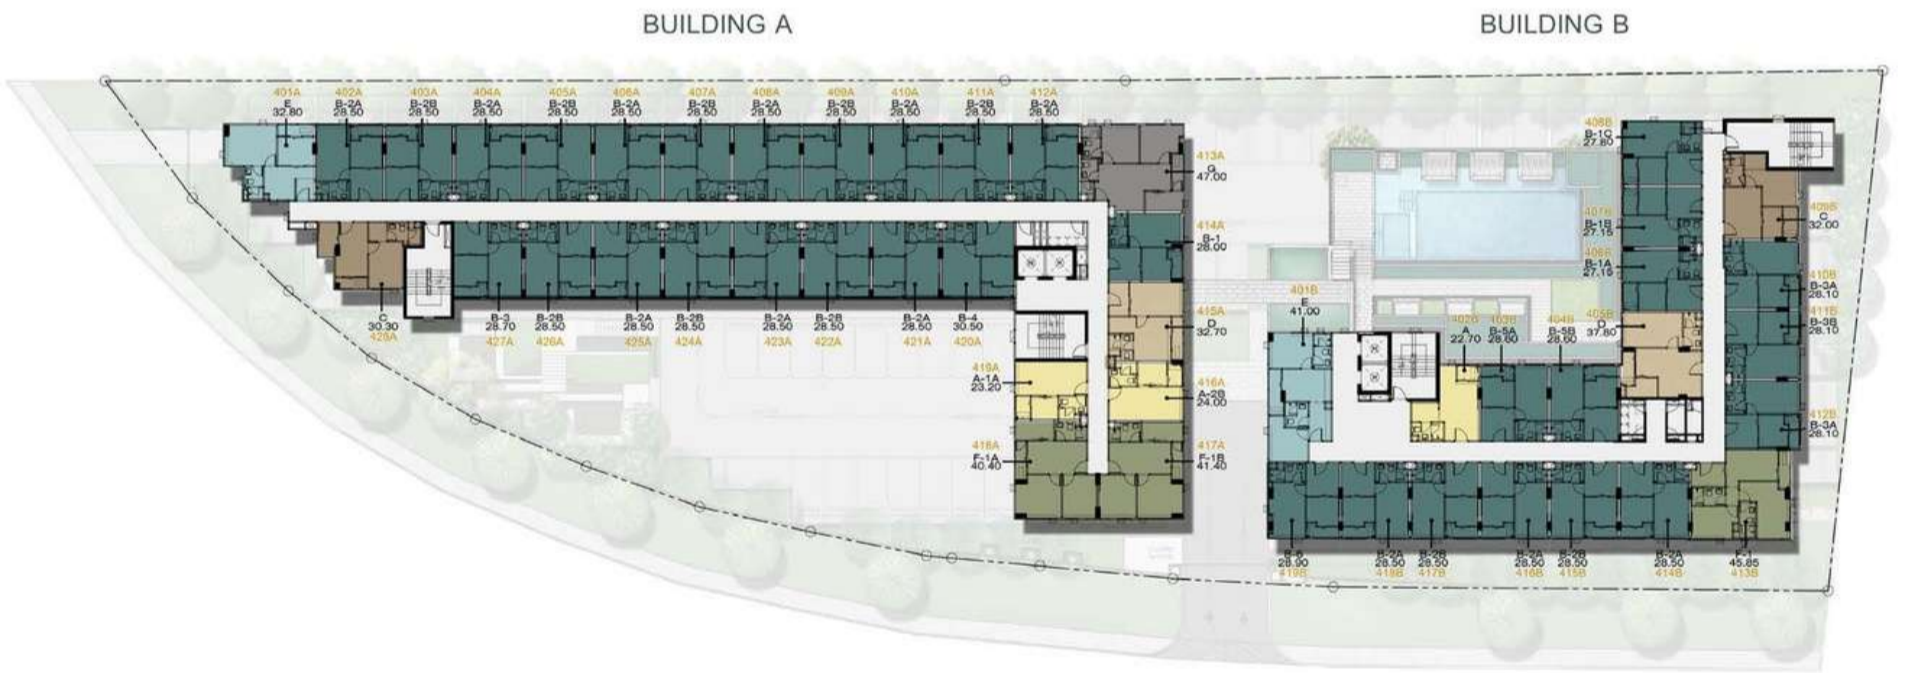 BUILDING A
BUILDING B
401A
E
32.80
402A
B-2A
28.50
403A
B-2B
28.50
404A
B-2A
28.50
405A
B-2B
28.50
406A
B-2A
28.50
407A
B-2B
28.50
408A
B-2A
28.50
409A
B-2B
28.50
410A
B-2A
28.50
411A
B-2B
28.50
412A
B-2A
28.50
413A
G
47.00
414A
B-1
28.00
415A
D
32.70
416A
A-2B
24.00
417A
F-1B
41.40
418A
F-1A
40.40
419A
A-1A
23.20
C
30.30
428A
B-3
28.70
427A
B-2B
28.50
426A
B-2A
28.50
425A
B-2B
28.50
424A
B-2A
28.50
423A
B-2B
28.50
422A
B-2A
28.50
421A
B-4
30.50
420A
408B
B-1C
27.80
407B
B-1B
27.15
406B
B-1A
27.15
405B
D
37.80
401B
E
41.00
402B
A
22.70
403B
B-5A
28.60
404B
B-5B
28.60
409B
C
32.00
410B
B-3A
28.10
411B
B-3B
28.10
412B
B-3A
28.10
B-6
28.90
419B
B-2A
28.50
418B
B-2B
28.50
417B
B-2A
28.50
416B
B-2B
28.50
415B
B-2A
28.50
414B
F-1
45.85
413B